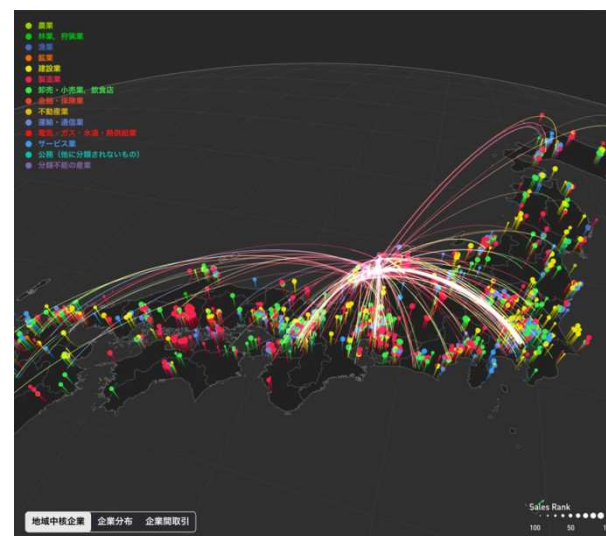 農業
林業，狩猟業
漁業
鉱業
建設業
製造業
卸売・小売業，飲食店
金融・保険業
不動産業
運輸・通信業
電気・ガス・水道・熱供給業
サービス業
公務（他に分類されないもの）
分類不能の産業
地域中核企業 企業分布 企業間取引
Sales Rank
100 50 1